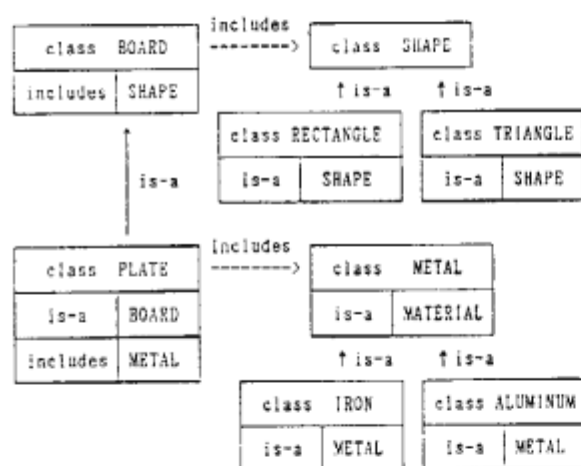 includes
class BOARD
class SHAPE
includes SHAPE
↑ is-a
↑ is-a
class RECTANGLE
class TRIANGLE
is-a SHAPE
is-a SHAPE
is-a
includes
class PLATE
class METAL
is-a BOARD
is-a MATERIAL
includes METAL
↑ is-a
↑ is-a
class IRON
class ALUMINUM
is-a METAL
is-a METAL